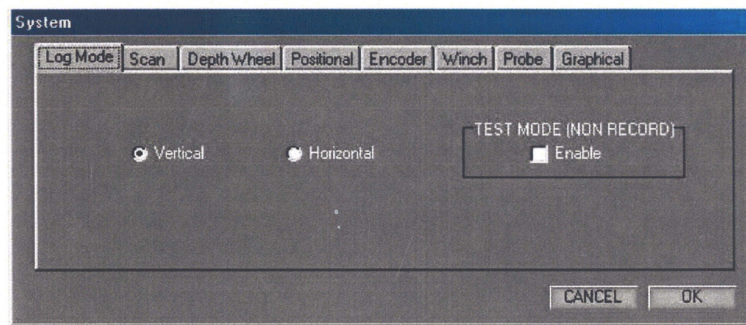 System
Log Mode Scan Depth Wheel Positional Encoder Winch Probe Graphical
TEST MODE (NON RECORD)
Vertical Horizontal Enable
CANCEL OK